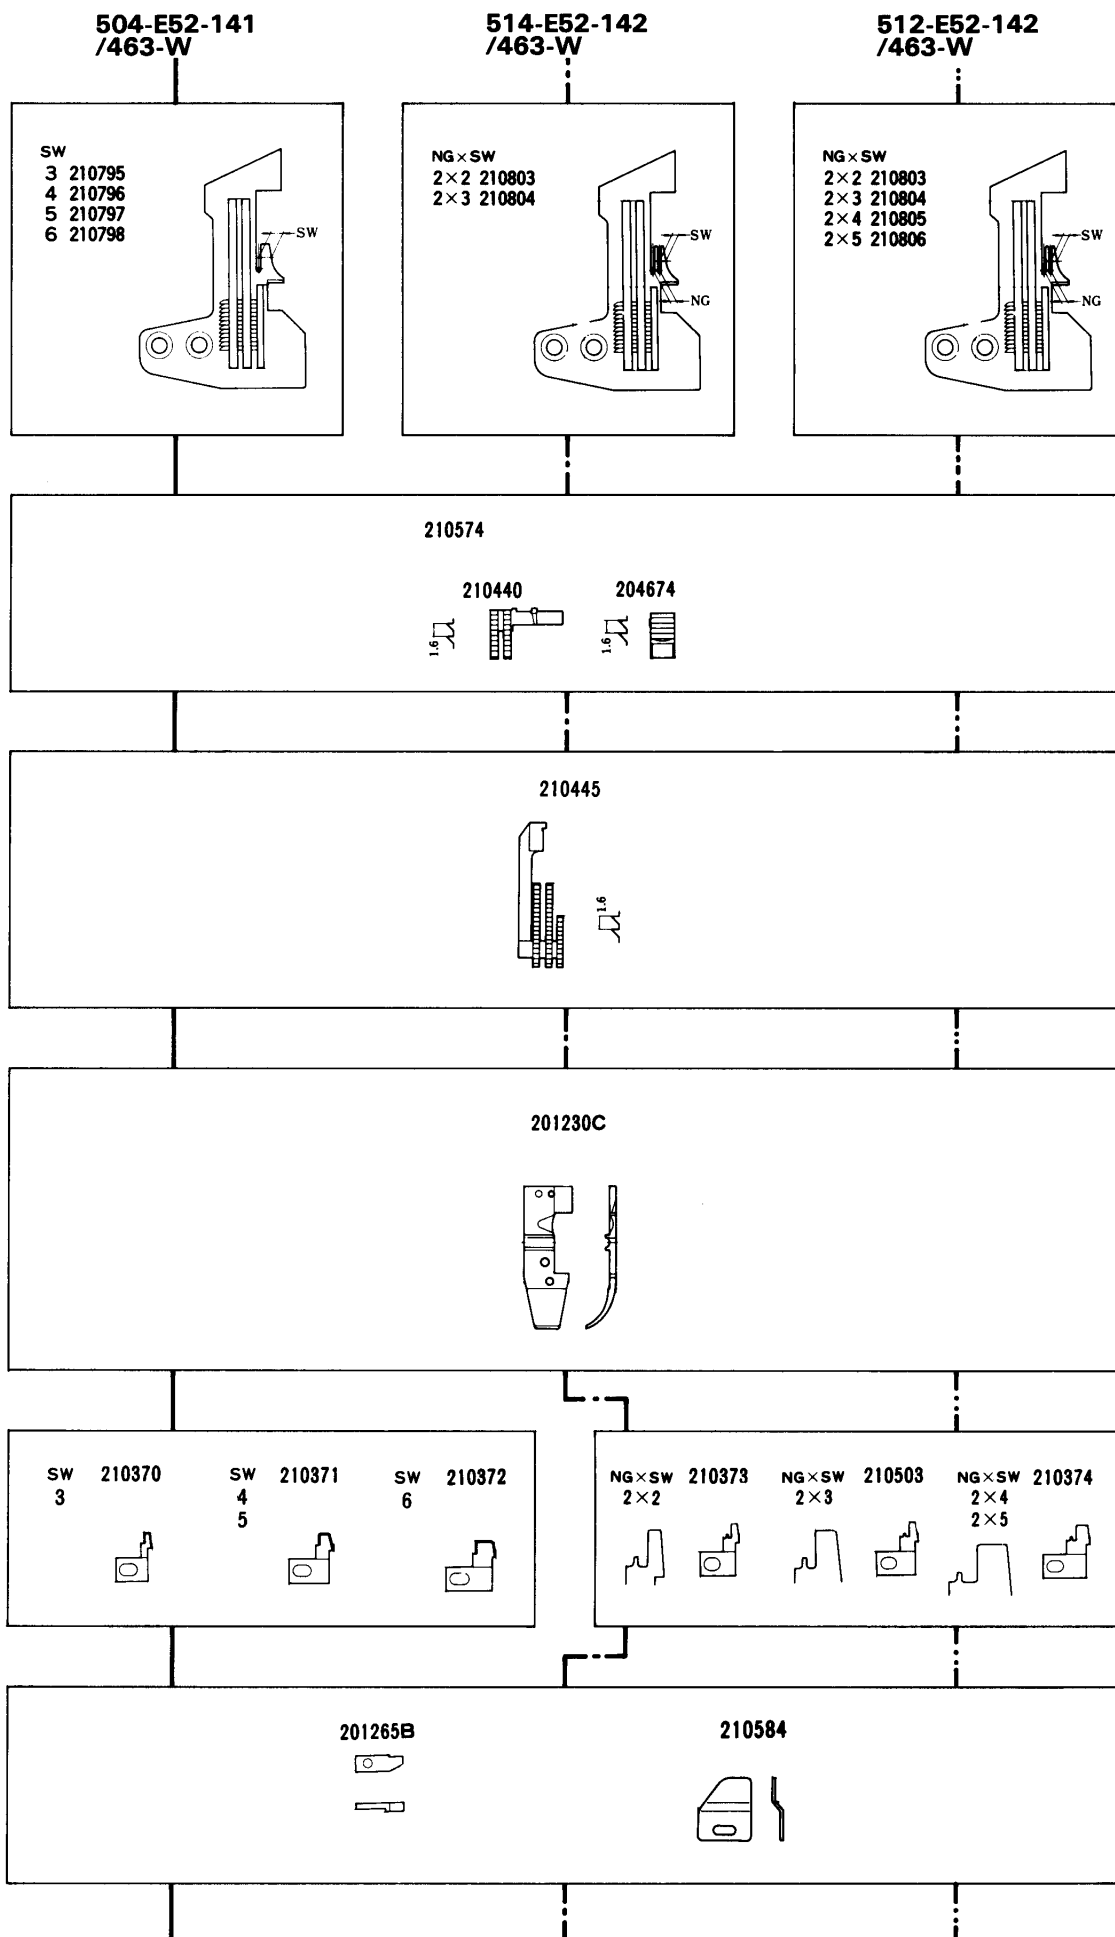 504-E52-141
/463-W
514-E52-142
/463-W
512-E52-142
/463-W
SW
3 210795
4 210796
5 210797
6 210798
SW
NG×SW
2×2 210803
2×3 210804
SW
NG
NG×SW
2×2 210803
2×3 210804
2×4 210805
2×5 210806
SW
NG
210574
210440
1.6
204674
1.6
210445
1.6
201230C
SW 210370
3
SW 210371
4
5
SW 210372
6
NG×SW 210373
2×2
NG×SW 210503
2×3
NG×SW 210374
2×4
2×5
201265B
210584